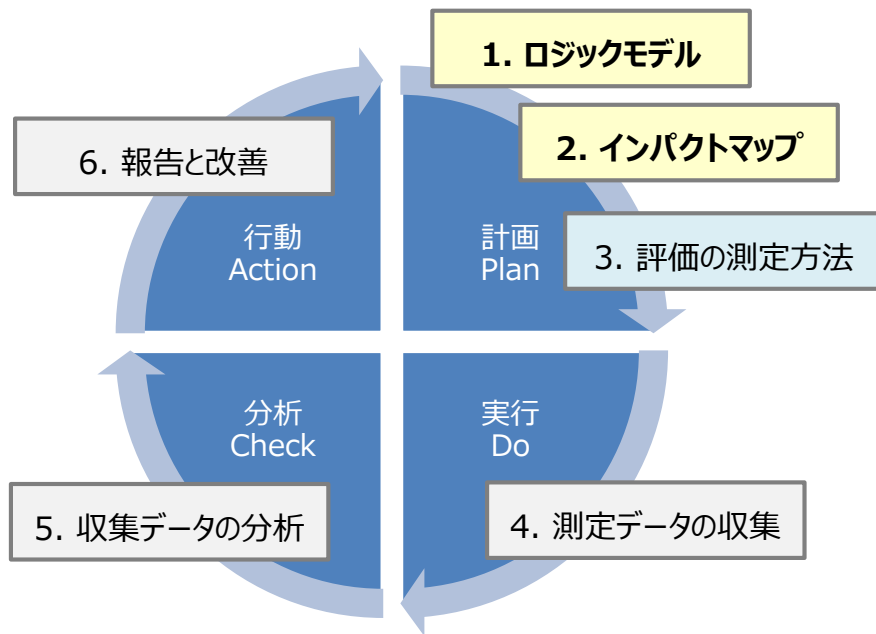 1. ロジックモデル
2. インパクトマップ
6. 報告と改善
行動
Action
計画
Plan
3. 評価の測定方法
分析
Check
実行
Do
5. 収集データの分析
4. 測定データの収集